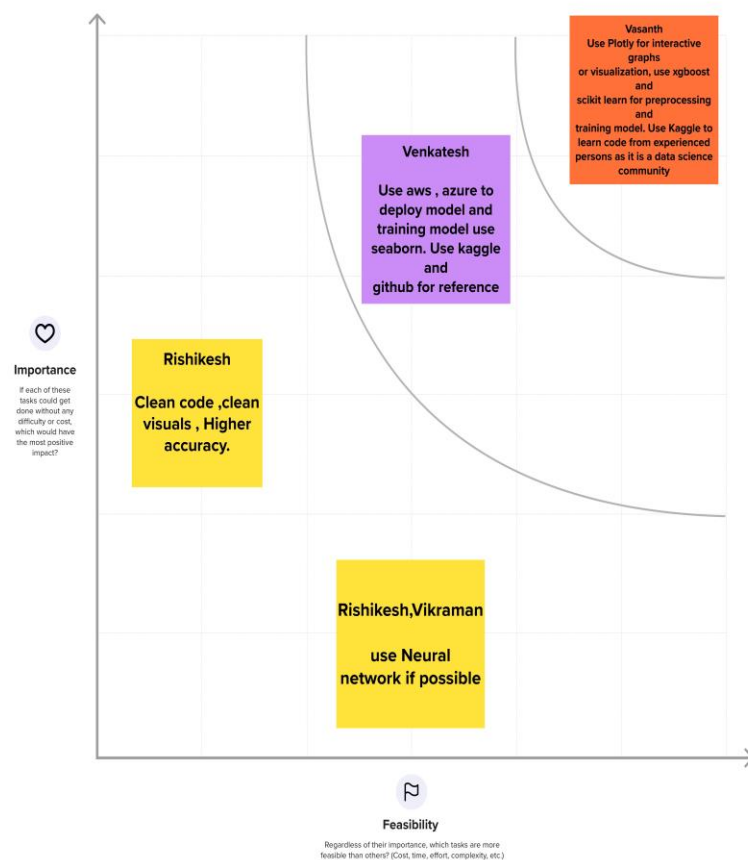 Vasanth
Use Plotly for interactive
graphs
or visualization, use xgboost
and
scikit learn for preprocessing
and
training model. Use Kaggle to
learn code from experienced
persons as it is a data science
community
Venkatesh
Use aws , azure to
deploy model and
training model use
seaborn. Use kaggle
and
github for reference
Importance
If each of these
tasks could get
done without any
difficulty or cost,
which would have
the most positive
impact?
Rishikesh
Clean code ,clean
visuals , Higher
accuracy.
Rishikesh,Vikraman
use Neural
network if possible
Feasibility
Regardless of their importance, which tasks are more
feasible than others? (Cost, time, effort, complexity, etc.)